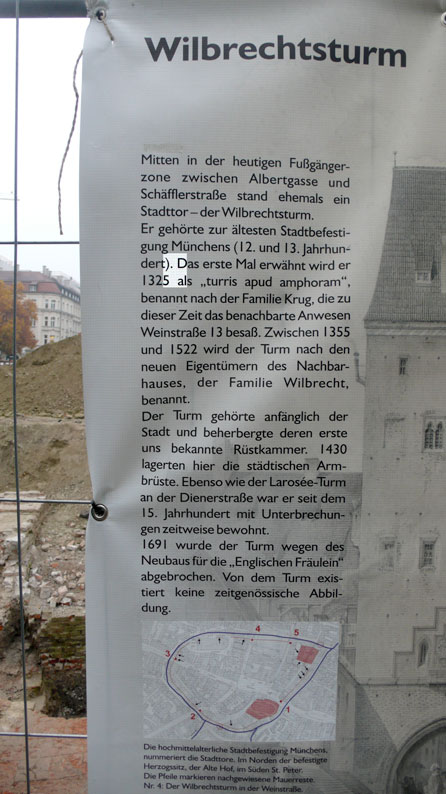 Wilbrechtsturm
Mitten in der heutigen Fußgänger-
zone zwischen Albertgasse und
Schäfflerstraße stand ehemals ein
Stadttor – der Wilbrechtsturm.
Er gehörte zur ältesten Stadtbefesti-
gung Münchens (12. und 13. Jahrhun-
dert). Das erste Mal erwähnt wird er
1325 als „turris apud amphoram“,
benannt nach der Familie Krug, die zu
dieser Zeit das benachbarte Anwesen
Weinstraße 13 besaß. Zwischen 1355
und 1522 wird der Turm nach den
neuen Eigentümern des Nachbar-
hauses, der Familie Wilbrecht,
benannt.
Der Turm gehörte anfänglich der
Stadt und beherbergte deren erste
uns bekannte Rüstkammer. 1430
lagerten hier die städtischen Arm-
brüste. Ebenso wie der Larosée-Turm
an der Dienerstraße war er seit dem
15. Jahrhundert mit Unterbrechun-
gen zeitweise bewohnt.
1691 wurde der Turm wegen des
Neubaus für die „Englischen Fräulein“
abgebrochen. Von dem Turm exis-
tiert keine zeitgenössische Abbil-
dung.
4
5
3
2
1
Die hochmittelalterliche Stadtbefestigung Münchens,
nummeriert die Stadttore. Im Norden der befestigte
Herzogssitz, der Alte Hof, im Süden St. Peter.
Die Pfeile markieren nachgewiesene Mauerreste.
Nr. 4: Der Wilbrechtsturm in der Weinstraße.